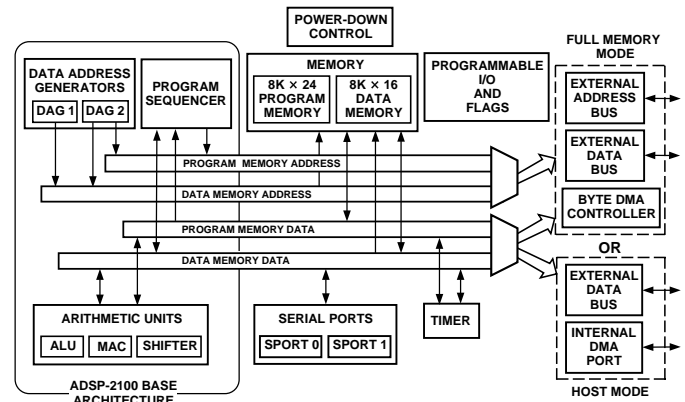 POWER-DOWN
CONTROL
FULL MEMORY
MODE
DATA ADDRESS
GENERATORS
DAG 1
DAG 2
PROGRAM
SEQUENCER
MEMORY
8K × 24
PROGRAM
MEMORY
8K × 16
DATA
MEMORY
PROGRAMMABLE
I/O
AND
FLAGS
EXTERNAL
ADDRESS
BUS
EXTERNAL
DATA
BUS
BYTE DMA
CONTROLLER
PROGRAM MEMORY ADDRESS
DATA MEMORY ADDRESS
PROGRAM MEMORY DATA
DATA MEMORY DATA
OR
EXTERNAL
DATA
BUS
INTERNAL
DMA
PORT
HOST MODE
ARITHMETIC UNITS
ALU
MAC
SHIFTER
SERIAL PORTS
SPORT 0
SPORT 1
TIMER
ADSP-2100 BASE
ARCHITECTURE